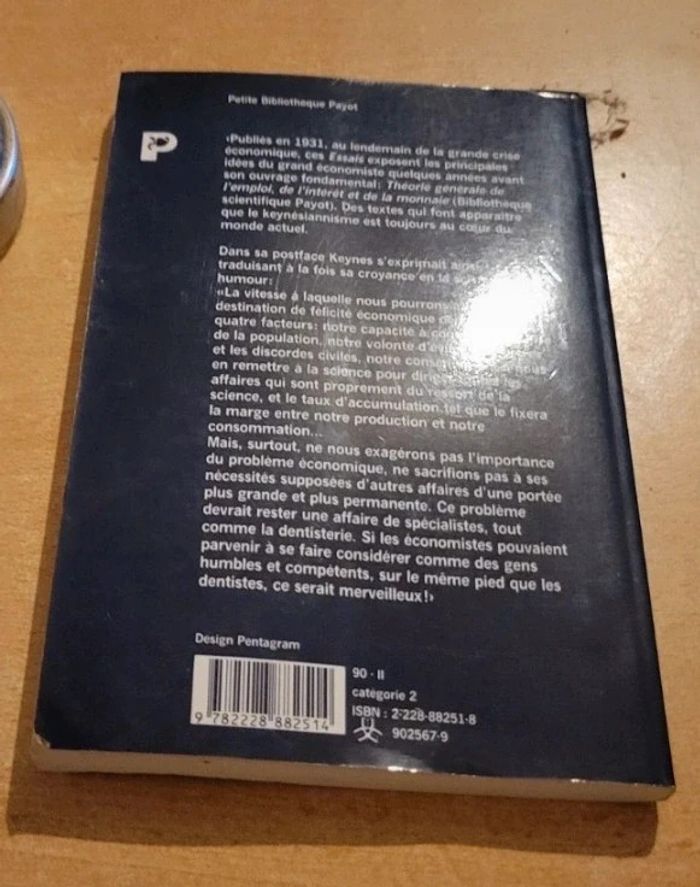 Petite Bibliothèque Payot
P
‹Publiés en 1931, au lendemain de la grande crise
économique, ces Essais exposent les principales
idées du grand économiste quelques années avant
son ouvrage fondamental: Théorie générale de
l'emploi, de l'intérêt et de la monnaie (Bibliothèque
scientifique Payot). Des textes qui font apparaître
que le keynésiannisme est toujours au cœur du
monde actuel.
Dans sa postface Keynes s'exprimait
traduisant à la fois sa croyance en la
humour:
«La vitesse à laquelle nous pourrons
destination de félicité économique
quatre facteurs: notre capacité à
de la population, notre volonté
et les discordes civiles, notre
en remettre à la science pour
affaires qui sont proprement du ressort de la
science, et le taux d'accumulation tel que le fixera
la marge entre notre production et notre
consommation...
Mais, surtout, ne nous exagérons pas l'importance
du problème économique, ne sacrifions pas à ses
nécessités supposées d'autres affaires d'une portée
plus grande et plus permanente. Ce problème
devrait rester une affaire de spécialistes, tout
comme la dentisterie. Si les économistes pouvaient
parvenir à se faire considérer comme des gens
humbles et compétents, sur le même pied que les
dentistes, ce serait merveilleux!›
Design Pentagram
9 782228 882514
90 · II
catégorie 2
ISBN : 2-228-88251-8
902567-9